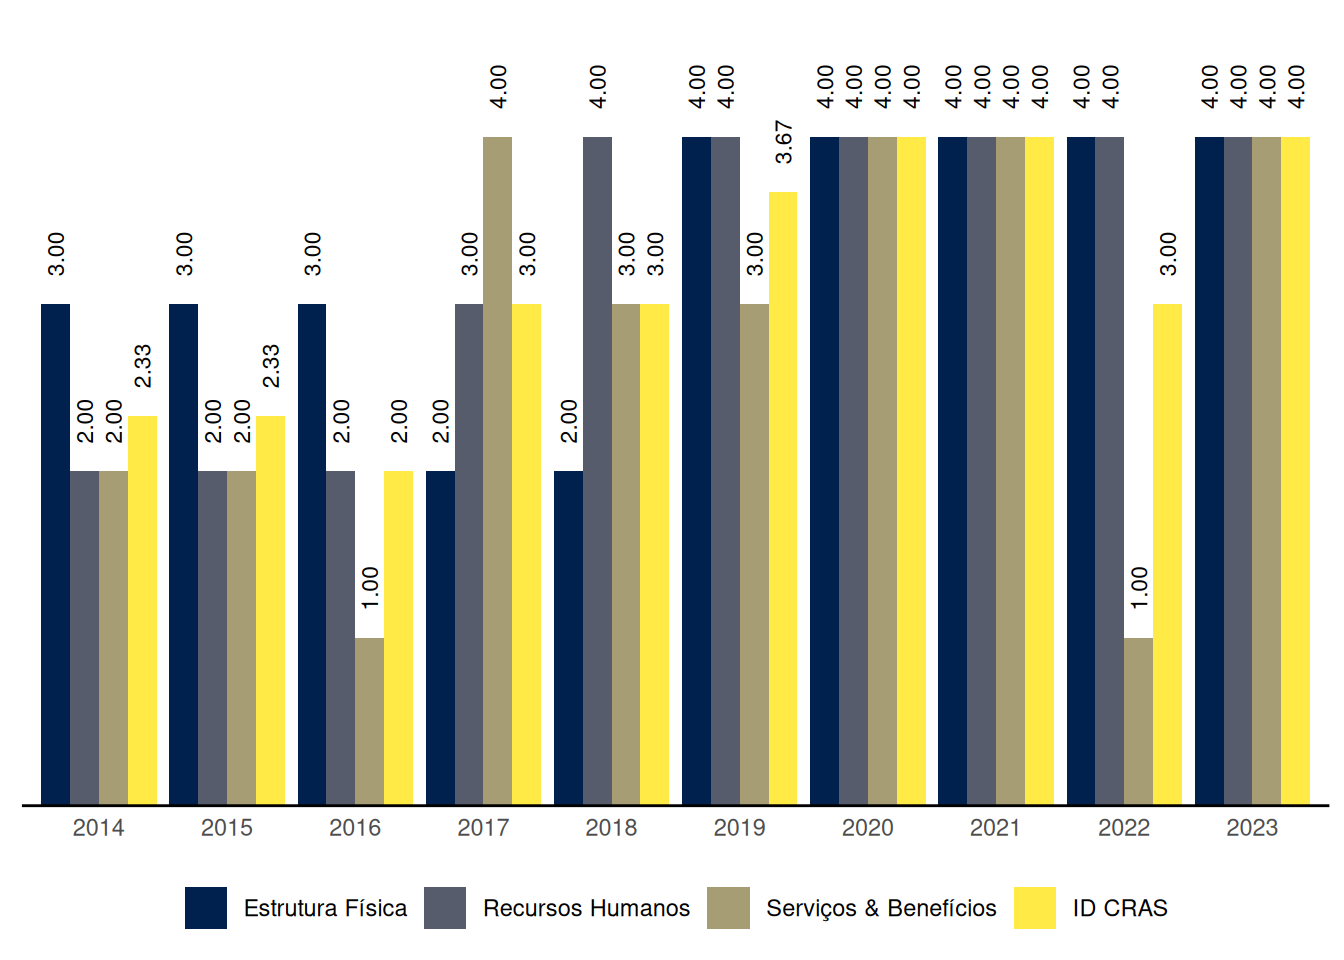 4.00 4.00 4.00 4.00 4.00 4.00 4.00 4.00 4.00 4.00 4.00 4.00 4.00 4.00 4.00 4.00 4.00 4.00
3.67
3.00 3.00 3.00 3.00 3.00 3.00 3.00 3.00 3.00
2.33 2.33
2.00 2.00 2.00 2.00 2.00 2.00 2.00 2.00
1.00 1.00
2014 2015 2016 2017 2018 2019 2020 2021 2022 2023
Estrutura Física Recursos Humanos Serviços & Benefícios ID CRAS